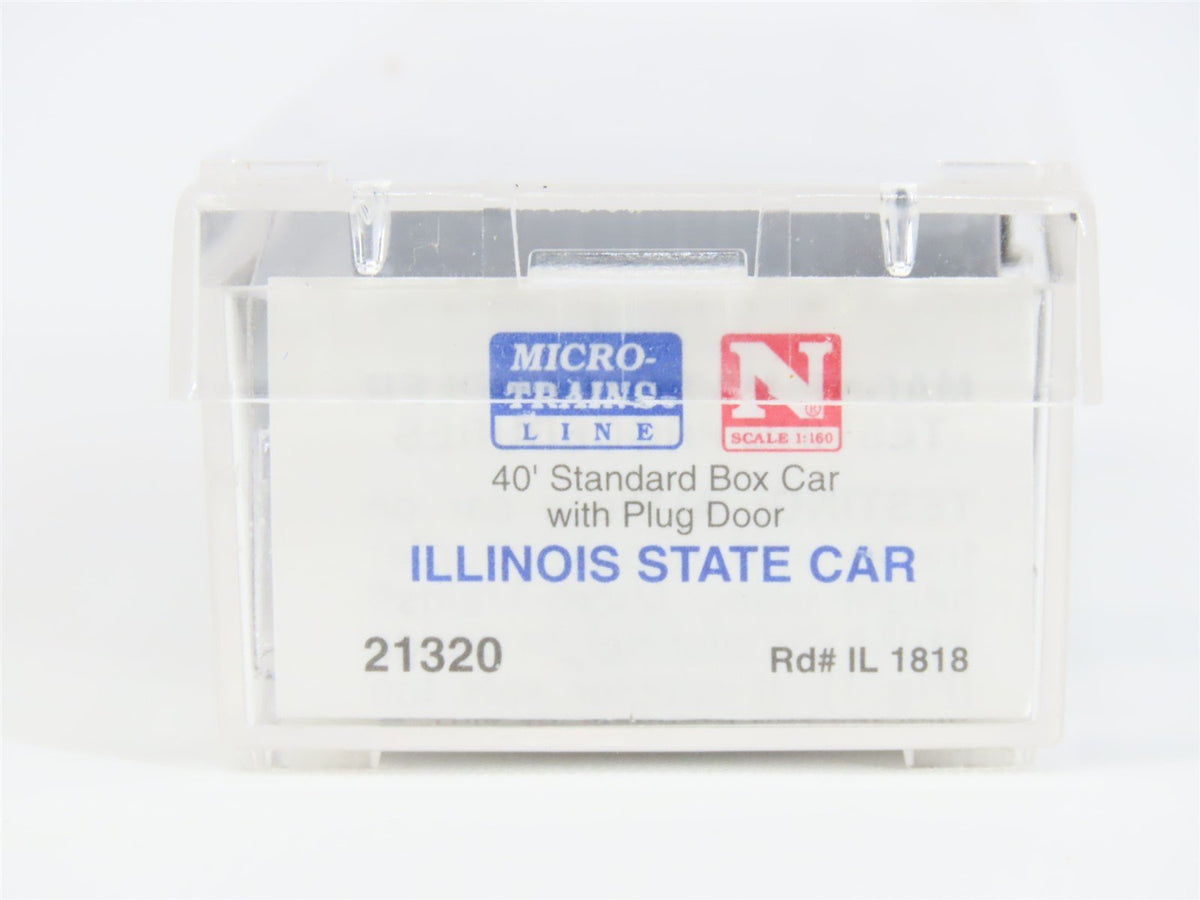 MICRO-
TRAINS®
LINE
N®
SCALE 1:160
40' Standard Box Car
with Plug Door
ILLINOIS STATE CAR
21320
Rd# IL 1818